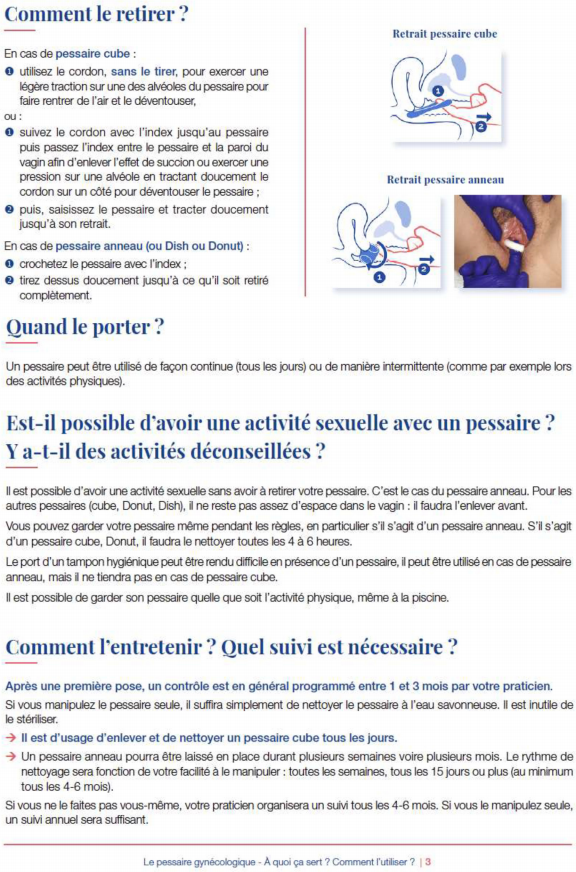 Comment le retirer ?
En cas de pessaire cube :
❶ utilisez le cordon, sans le tirer, pour exercer une
légère traction sur une des alvéoles du pessaire pour
faire rentrer de l'air et le déventouser,
ou :
❶ suivez le cordon avec l'index jusqu'au pessaire
puis passez l'index entre le pessaire et la paroi du
vagin afin d'enlever l'effet de succion ou exercer une
pression sur une alvéole en tractant doucement le
cordon sur un côté pour déventouser le pessaire ;
❷ puis, saisissez le pessaire et tracter doucement
jusqu'à son retrait.
En cas de pessaire anneau (ou Dish ou Donut) :
❶ crochetez le pessaire avec l'index ;
❷ tirez dessus doucement jusqu'à ce qu'il soit retiré
complètement.
Retrait pessaire cube
1
2
Retrait pessaire anneau
1
2
Quand le porter ?
Un pessaire peut être utilisé de façon continue (tous les jours) ou de manière intermittente (comme par exemple lors
des activités physiques).
Est-il possible d'avoir une activité sexuelle avec un pessaire ?
Y a-t-il des activités déconseillées ?
Il est possible d'avoir une activité sexuelle sans avoir à retirer votre pessaire. C'est le cas du pessaire anneau. Pour les
autres pessaires (cube, Donut, Dish), il ne reste pas assez d'espace dans le vagin : il faudra l'enlever avant.
Vous pouvez garder votre pessaire même pendant les règles, en particulier s'il s'agit d'un pessaire anneau. S'il s'agit
d'un pessaire cube, Donut, il faudra le nettoyer toutes les 4 à 6 heures.
Le port d'un tampon hygiénique peut être rendu difficile en présence d'un pessaire, il peut être utilisé en cas de pessaire
anneau, mais il ne tiendra pas en cas de pessaire cube.
Il est possible de garder son pessaire quelle que soit l'activité physique, même à la piscine.
Comment l'entretenir ? Quel suivi est nécessaire ?
Après une première pose, un contrôle est en général programmé entre 1 et 3 mois par votre praticien.
Si vous manipulez le pessaire seule, il suffira simplement de nettoyer le pessaire à l'eau savonneuse. Il est inutile de
le stériliser.
→ Il est d'usage d'enlever et de nettoyer un pessaire cube tous les jours.
→ Un pessaire anneau pourra être laissé en place durant plusieurs semaines voire plusieurs mois. Le rythme de
nettoyage sera fonction de votre facilité à le manipuler : toutes les semaines, tous les 15 jours ou plus (au minimum
tous les 4-6 mois).
Si vous ne le faites pas vous-même, votre praticien organisera un suivi tous les 4-6 mois. Si vous le manipulez seule,
un suivi annuel sera suffisant.
Le pessaire gynécologique - À quoi ça sert ? Comment l'utiliser ? | 3